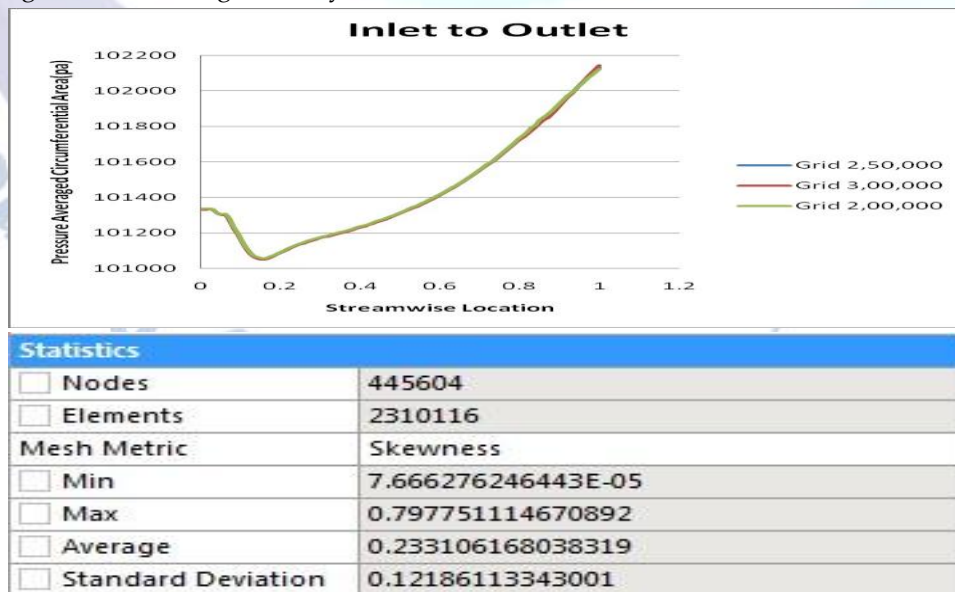 Inlet to Outlet
Pressure Averaged Circumferential Area(pa)
102200
102000
101800
101600
101400
101200
101000
0 0.2 0.4 0.6 0.8 1 1.2
Streamwise Location
Grid 2,50,000
Grid 3,00,000
Grid 2,00,000
Statistics
Nodes 445604
Elements 2310116
Mesh Metric Skewness
Min 7.666276246443E-05
Max 0.797751114670892
Average 0.233106168038319
Standard Deviation 0.12186113343001